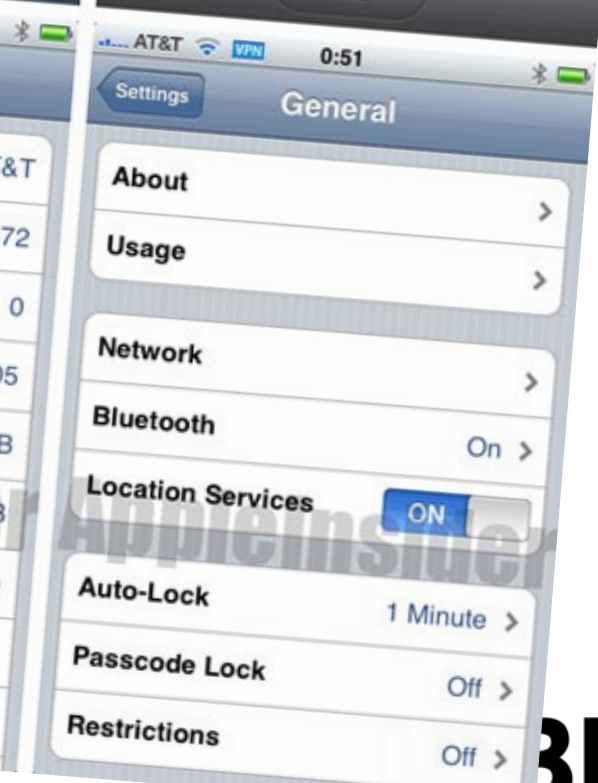 AT&T VPN 0:51
Settings General
&T
About
72
Usage
0
Network
Bluetooth On
B
Location Services ON
AppleInsider
Auto-Lock 1 Minute
Passcode Lock Off
Restrictions Off